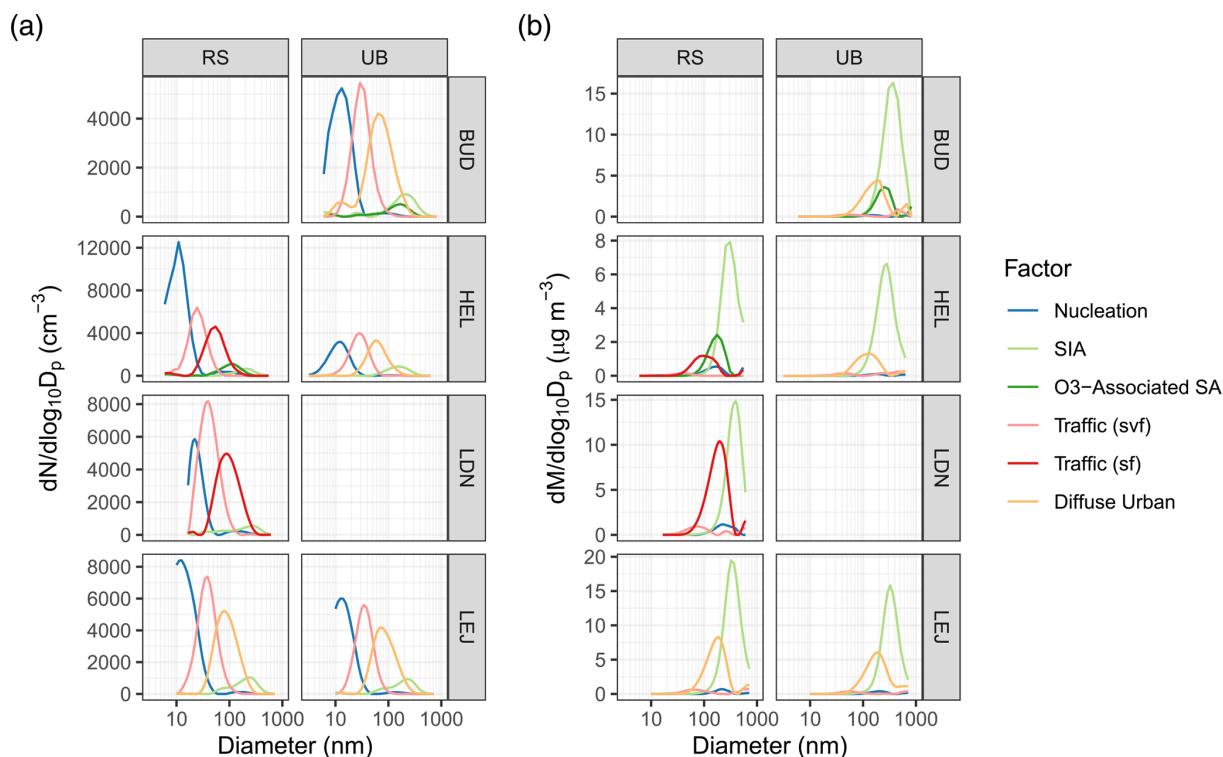 (a)
RS UB
BUD
4000
2000
0
HEL
12000
8000
4000
0
LDN
8000
6000
4000
2000
0
LEJ
8000
6000
4000
2000
0
dN/dlog₁₀Dₚ (cm⁻³)
10 100 1000 10 100 1000
Diameter (nm)
(b)
RS UB
BUD
15
10
5
0
HEL
8
6
4
2
0
LDN
15
10
5
0
LEJ
20
15
10
5
0
dM/dlog₁₀Dₚ (μg m⁻³)
10 100 1000 10 100 1000
Diameter (nm)
Factor
Nucleation
SIA
O3−Associated SA
Traffic (svf)
Traffic (sf)
Diffuse Urban